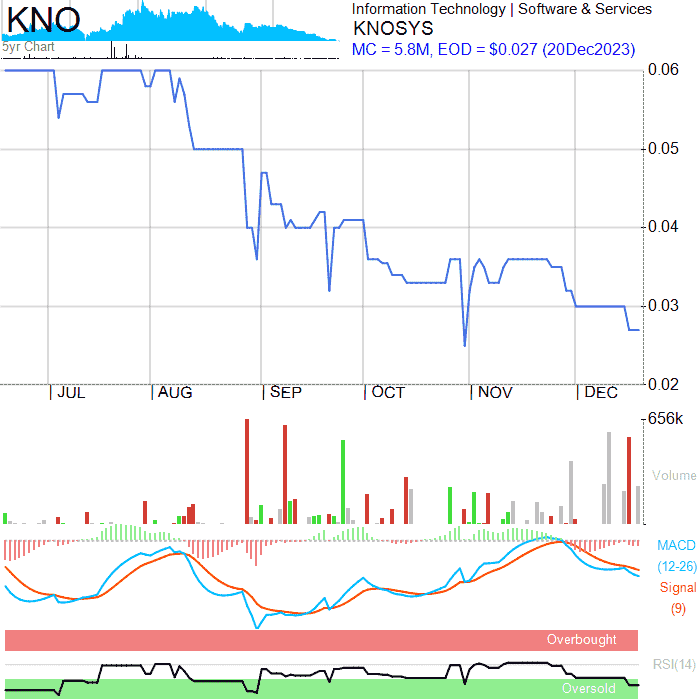 KNO
Information Technology | Software & Services
KNOSYS
5yr Chart
MC = 5.8M, EOD = $0.027 (20Dec2023)
0.06
0.05
0.04
0.03
0.02
JUL
AUG
SEP
OCT
NOV
DEC
656k
Volume
MACD
(12-26)
Signal
(9)
Overbought
RSI(14)
Oversold